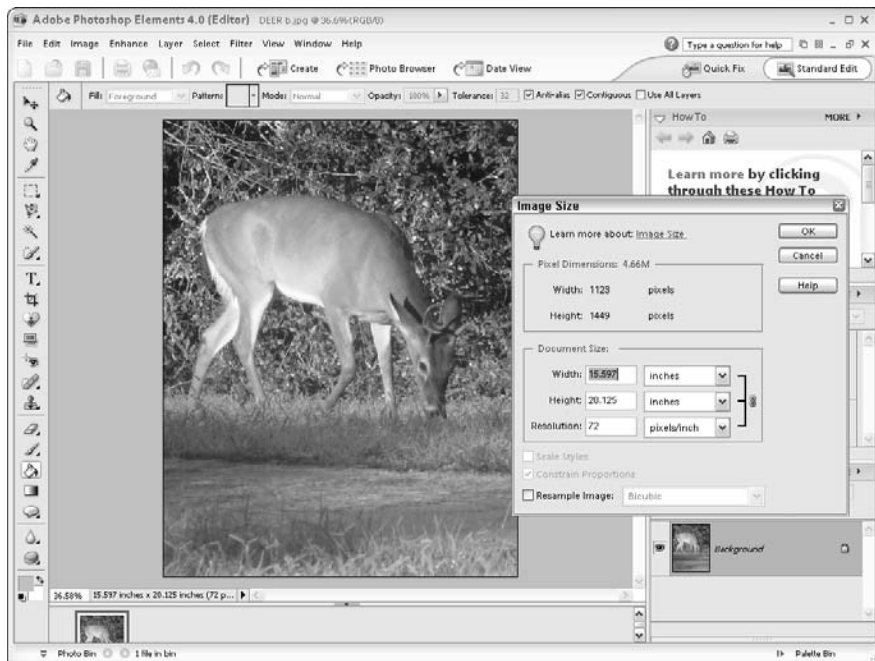 Adobe Photoshop Elements 4.0 (Editor) DEER b.jpg @ 36.6%(RGB/8)
File Edit Image Enhance Layer Select Filter View Window Help
Type a question for help
Create Photo Browser Date View Quick Fix Standard Edit
Fill: Foreground Pattern: Mode: Normal Opacity: 100% Tolerance: 32 Anti-alias Contiguous Use All Layers
How To MORE
Learn more by clicking
through these How To
Image Size
Learn more about: Image Size
OK
Cancel
Help
Pixel Dimensions: 4.66M
Width: 1123 pixels
Height: 1449 pixels
Document Size:
Width: 15.597 inches
Height: 20.125 inches
Resolution: 72 pixels/inch
Scale Styles
Constrain Proportions
Resample Image: Bicubic
Background
36.58% 15.597 inches x 20.125 inches (72 p...
Photo Bin 1 file in bin Palette Bin